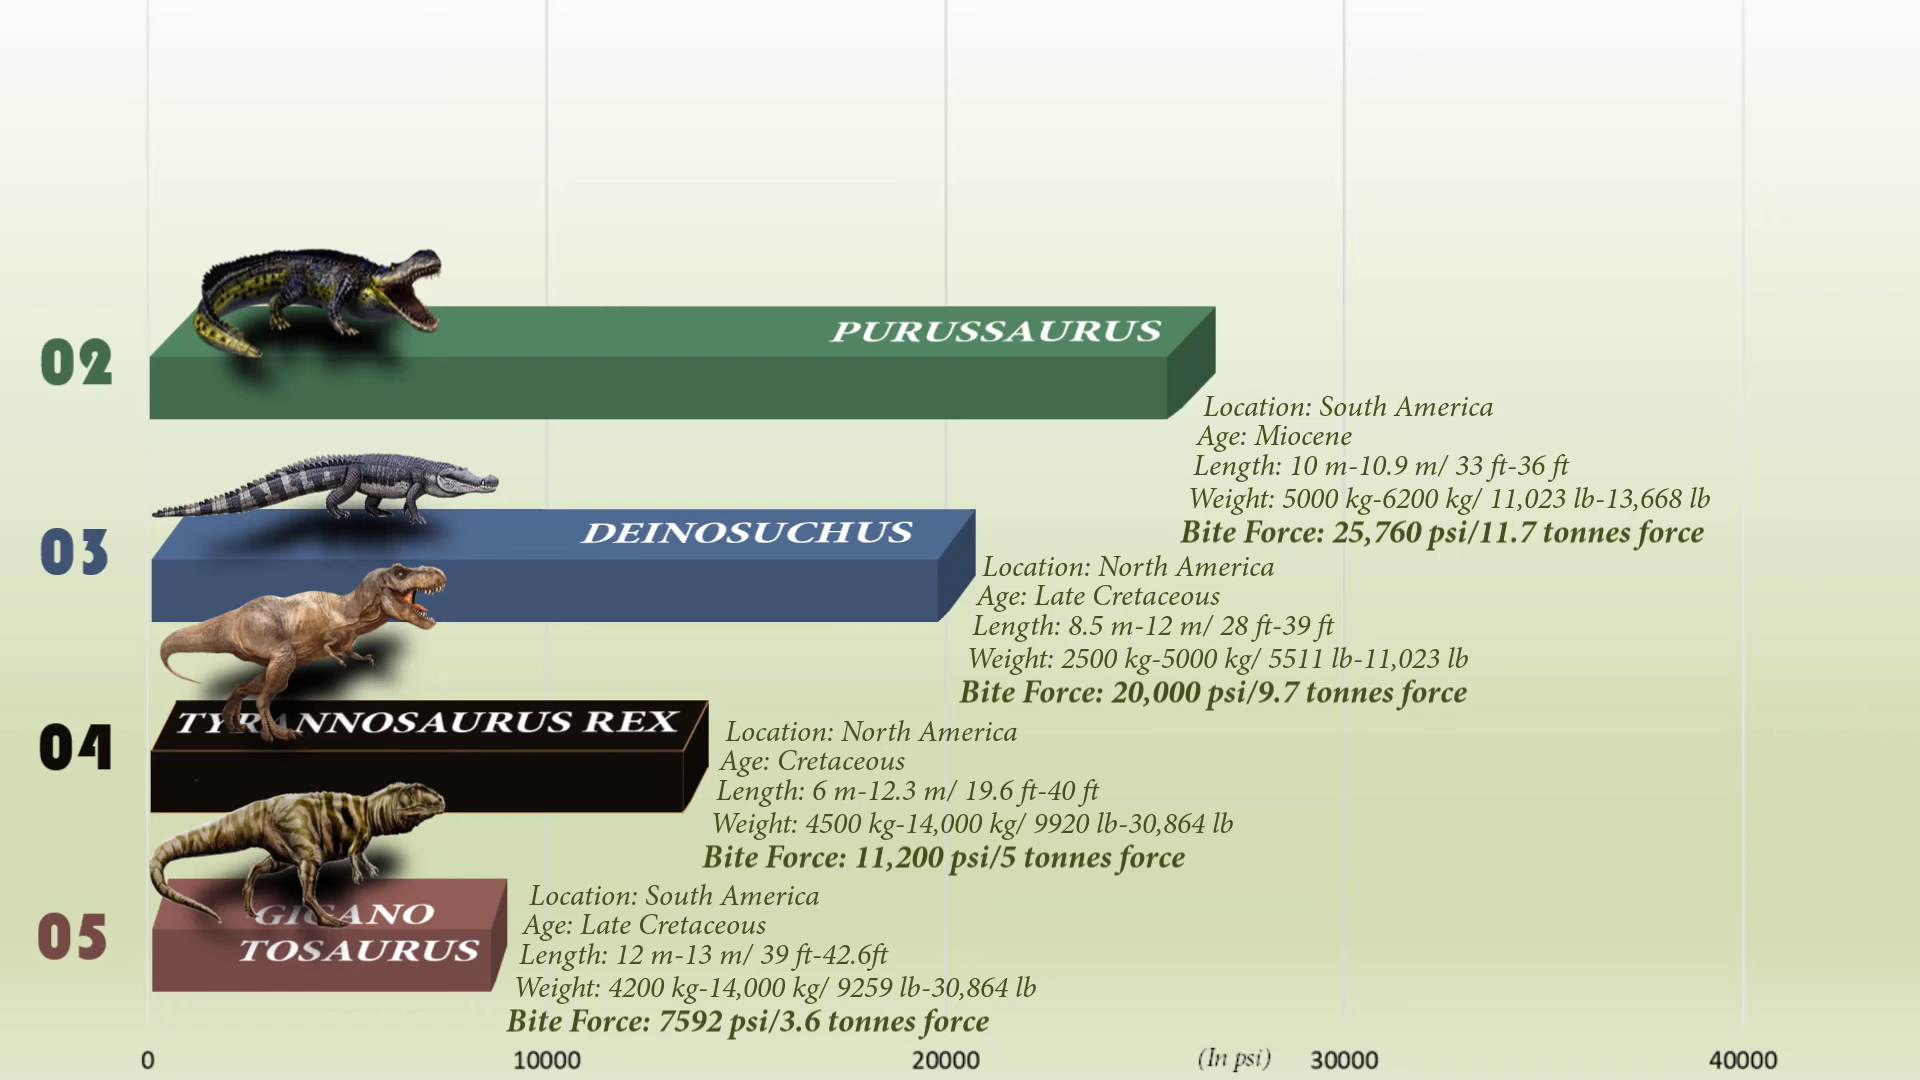 02
PURUSSAURUS
Location: South America
Age: Miocene
Length: 10 m-10.9 m/ 33 ft-36 ft
Weight: 5000 kg-6200 kg/ 11,023 lb-13,668 lb
Bite Force: 25,760 psi/11.7 tonnes force
03
DEINOSUCHUS
Location: North America
Age: Late Cretaceous
Length: 8.5 m-12 m/ 28 ft-39 ft
Weight: 2500 kg-5000 kg/ 5511 lb-11,023 lb
Bite Force: 20,000 psi/9.7 tonnes force
04
TYRANNOSAURUS REX
Location: North America
Age: Cretaceous
Length: 6 m-12.3 m/ 19.6 ft-40 ft
Weight: 4500 kg-14,000 kg/ 9920 lb-30,864 lb
Bite Force: 11,200 psi/5 tonnes force
05
GIGANO
TOSAURUS
Location: South America
Age: Late Cretaceous
Length: 12 m-13 m/ 39 ft-42.6ft
Weight: 4200 kg-14,000 kg/ 9259 lb-30,864 lb
Bite Force: 7592 psi/3.6 tonnes force
0 10000 20000 (In psi) 30000 40000